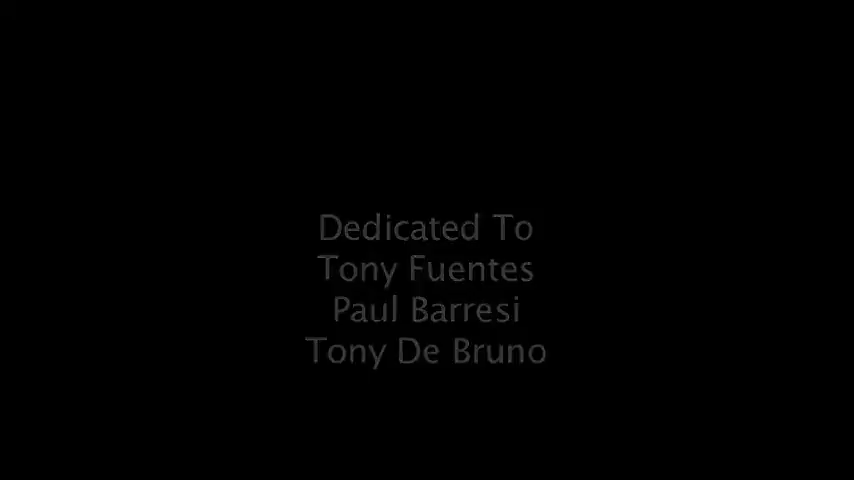 Dedicated To
Tony Fuentes
Paul Barresi
Tony De Bruno